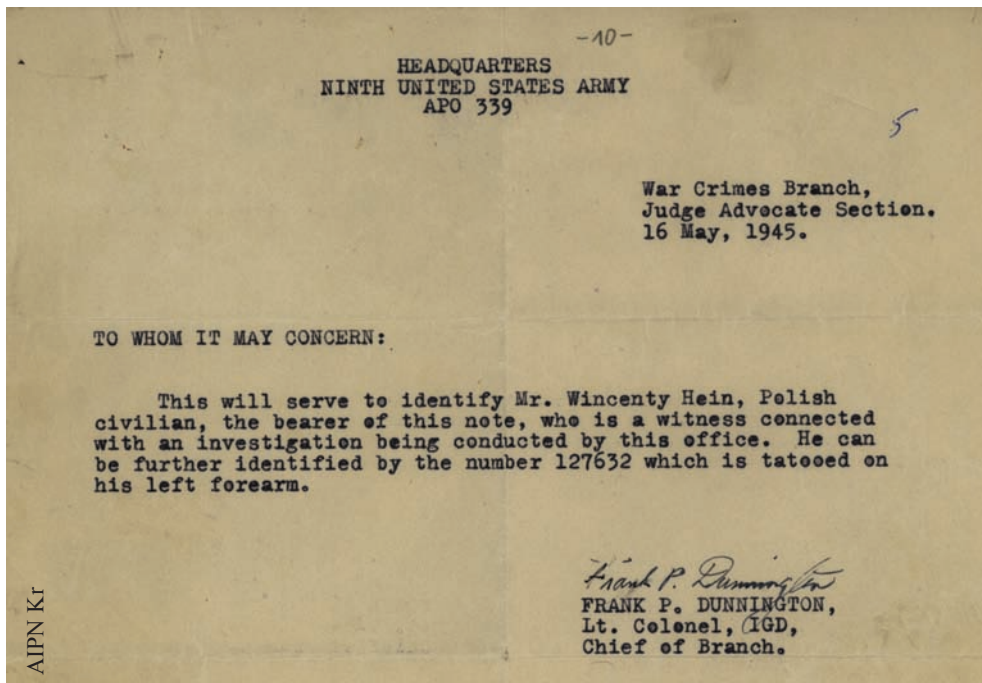 -10-
HEADQUARTERS
NINTH UNITED STATES ARMY
APO 339
5
War Crimes Branch,
Judge Advocate Section.
16 May, 1945.
TO WHOM IT MAY CONCERN:
This will serve to identify Mr. Wincenty Hein, Polish
civilian, the bearer of this note, who is a witness connected
with an investigation being conducted by this office. He can
be further identified by the number 127632 which is tatooed on
his left forearm.
Frank P. Dunnington
FRANK P. DUNNINGTON,
Lt. Colonel, IGD,
Chief of Branch.
AIPN Kr